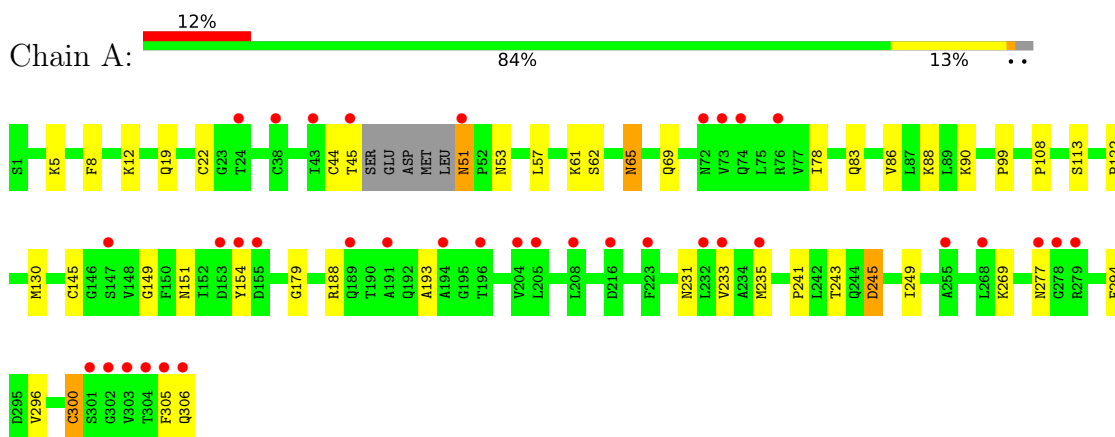 12%
Chain A:
84% 13% • •
S1 K5 F8 K12 Q19 C22 G23 T24 C38 I43 C44 T45 SER GLU ASP MET LEU N51 P52 N53 L57 K61 S62 N65 Q69 N72 V73 Q74 L75 R76 V77 I78 Q83 V86 L87 K88 L89 K90 P99 P108 S113
M130 C145 G146 S147 V148 G149 F150 N151 I152 D153 Y154 D155 G179 R188 Q189 T190 A191 Q192 A193 A194 G195 T196 V204 L205 L208 D216 F223 N231 L232 V233 A234 M235 P241 L242 T243 Q244 D245 I249 A255 L268 K269 N277 G278 R279
D295 V296 C300 S301 G302 V303 T304 F305 Q306